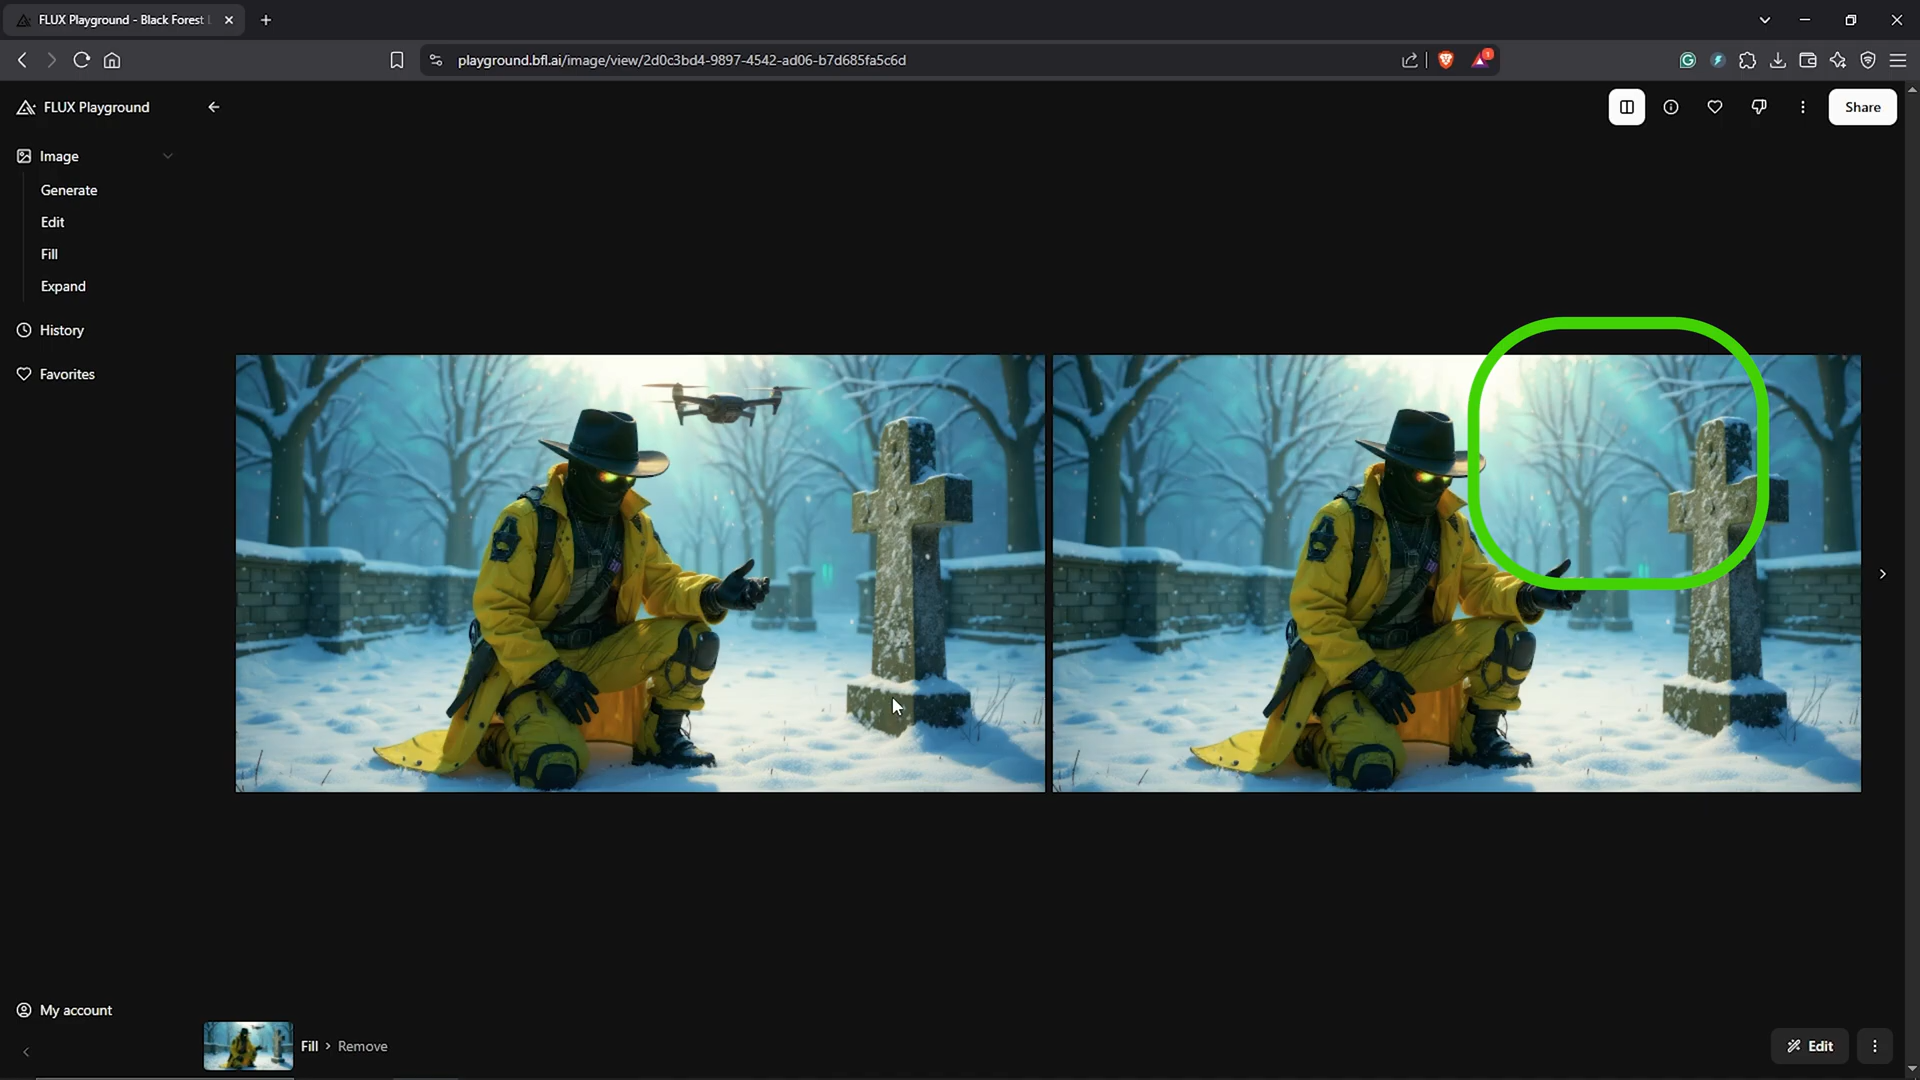 FLUX Playground - Black Forest L
playground.bfl.ai/image/view/2d0c3bd4-9897-4542-ad06-b7d685fa5c6d
1
FLUX Playground
Share
Image
Generate
Edit
Fill
Expand
History
Favorites
My account
Fill > Remove
Edit